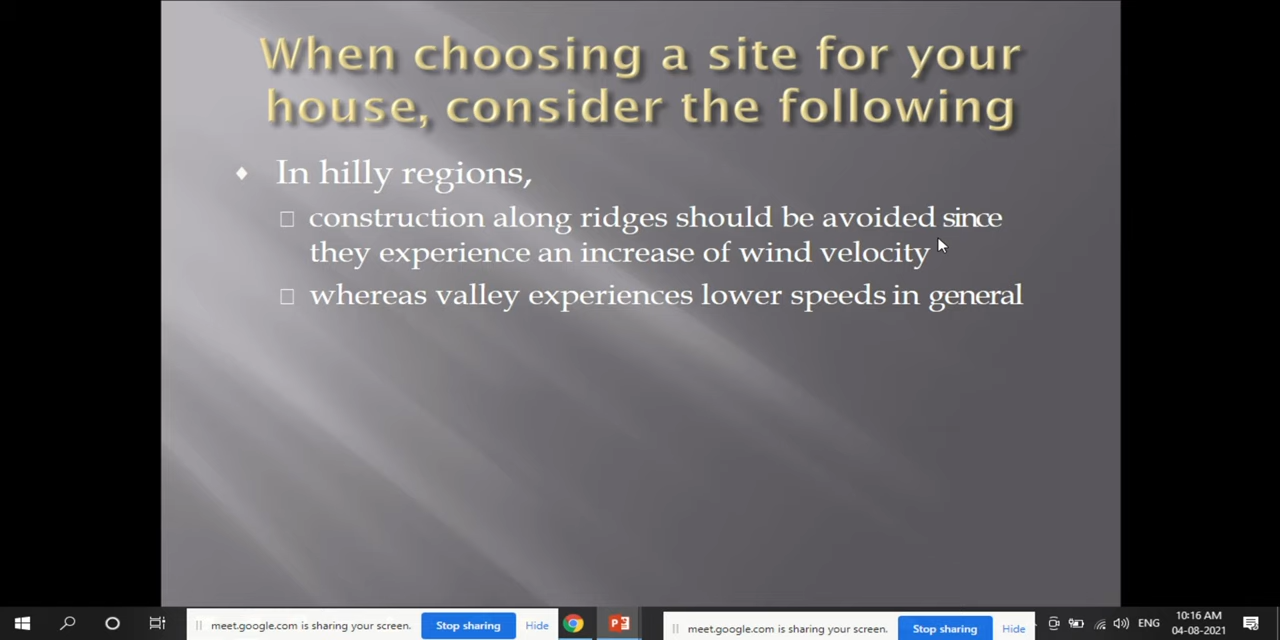 When choosing a site for your
house, consider the following
In hilly regions,
construction along ridges should be avoided since
they experience an increase of wind velocity
whereas valley experiences lower speeds in general
meet.google.com is sharing your screen. Stop sharing Hide
meet.google.com is sharing your screen. Stop sharing Hide
ENG
10:16 AM
04-08-2021